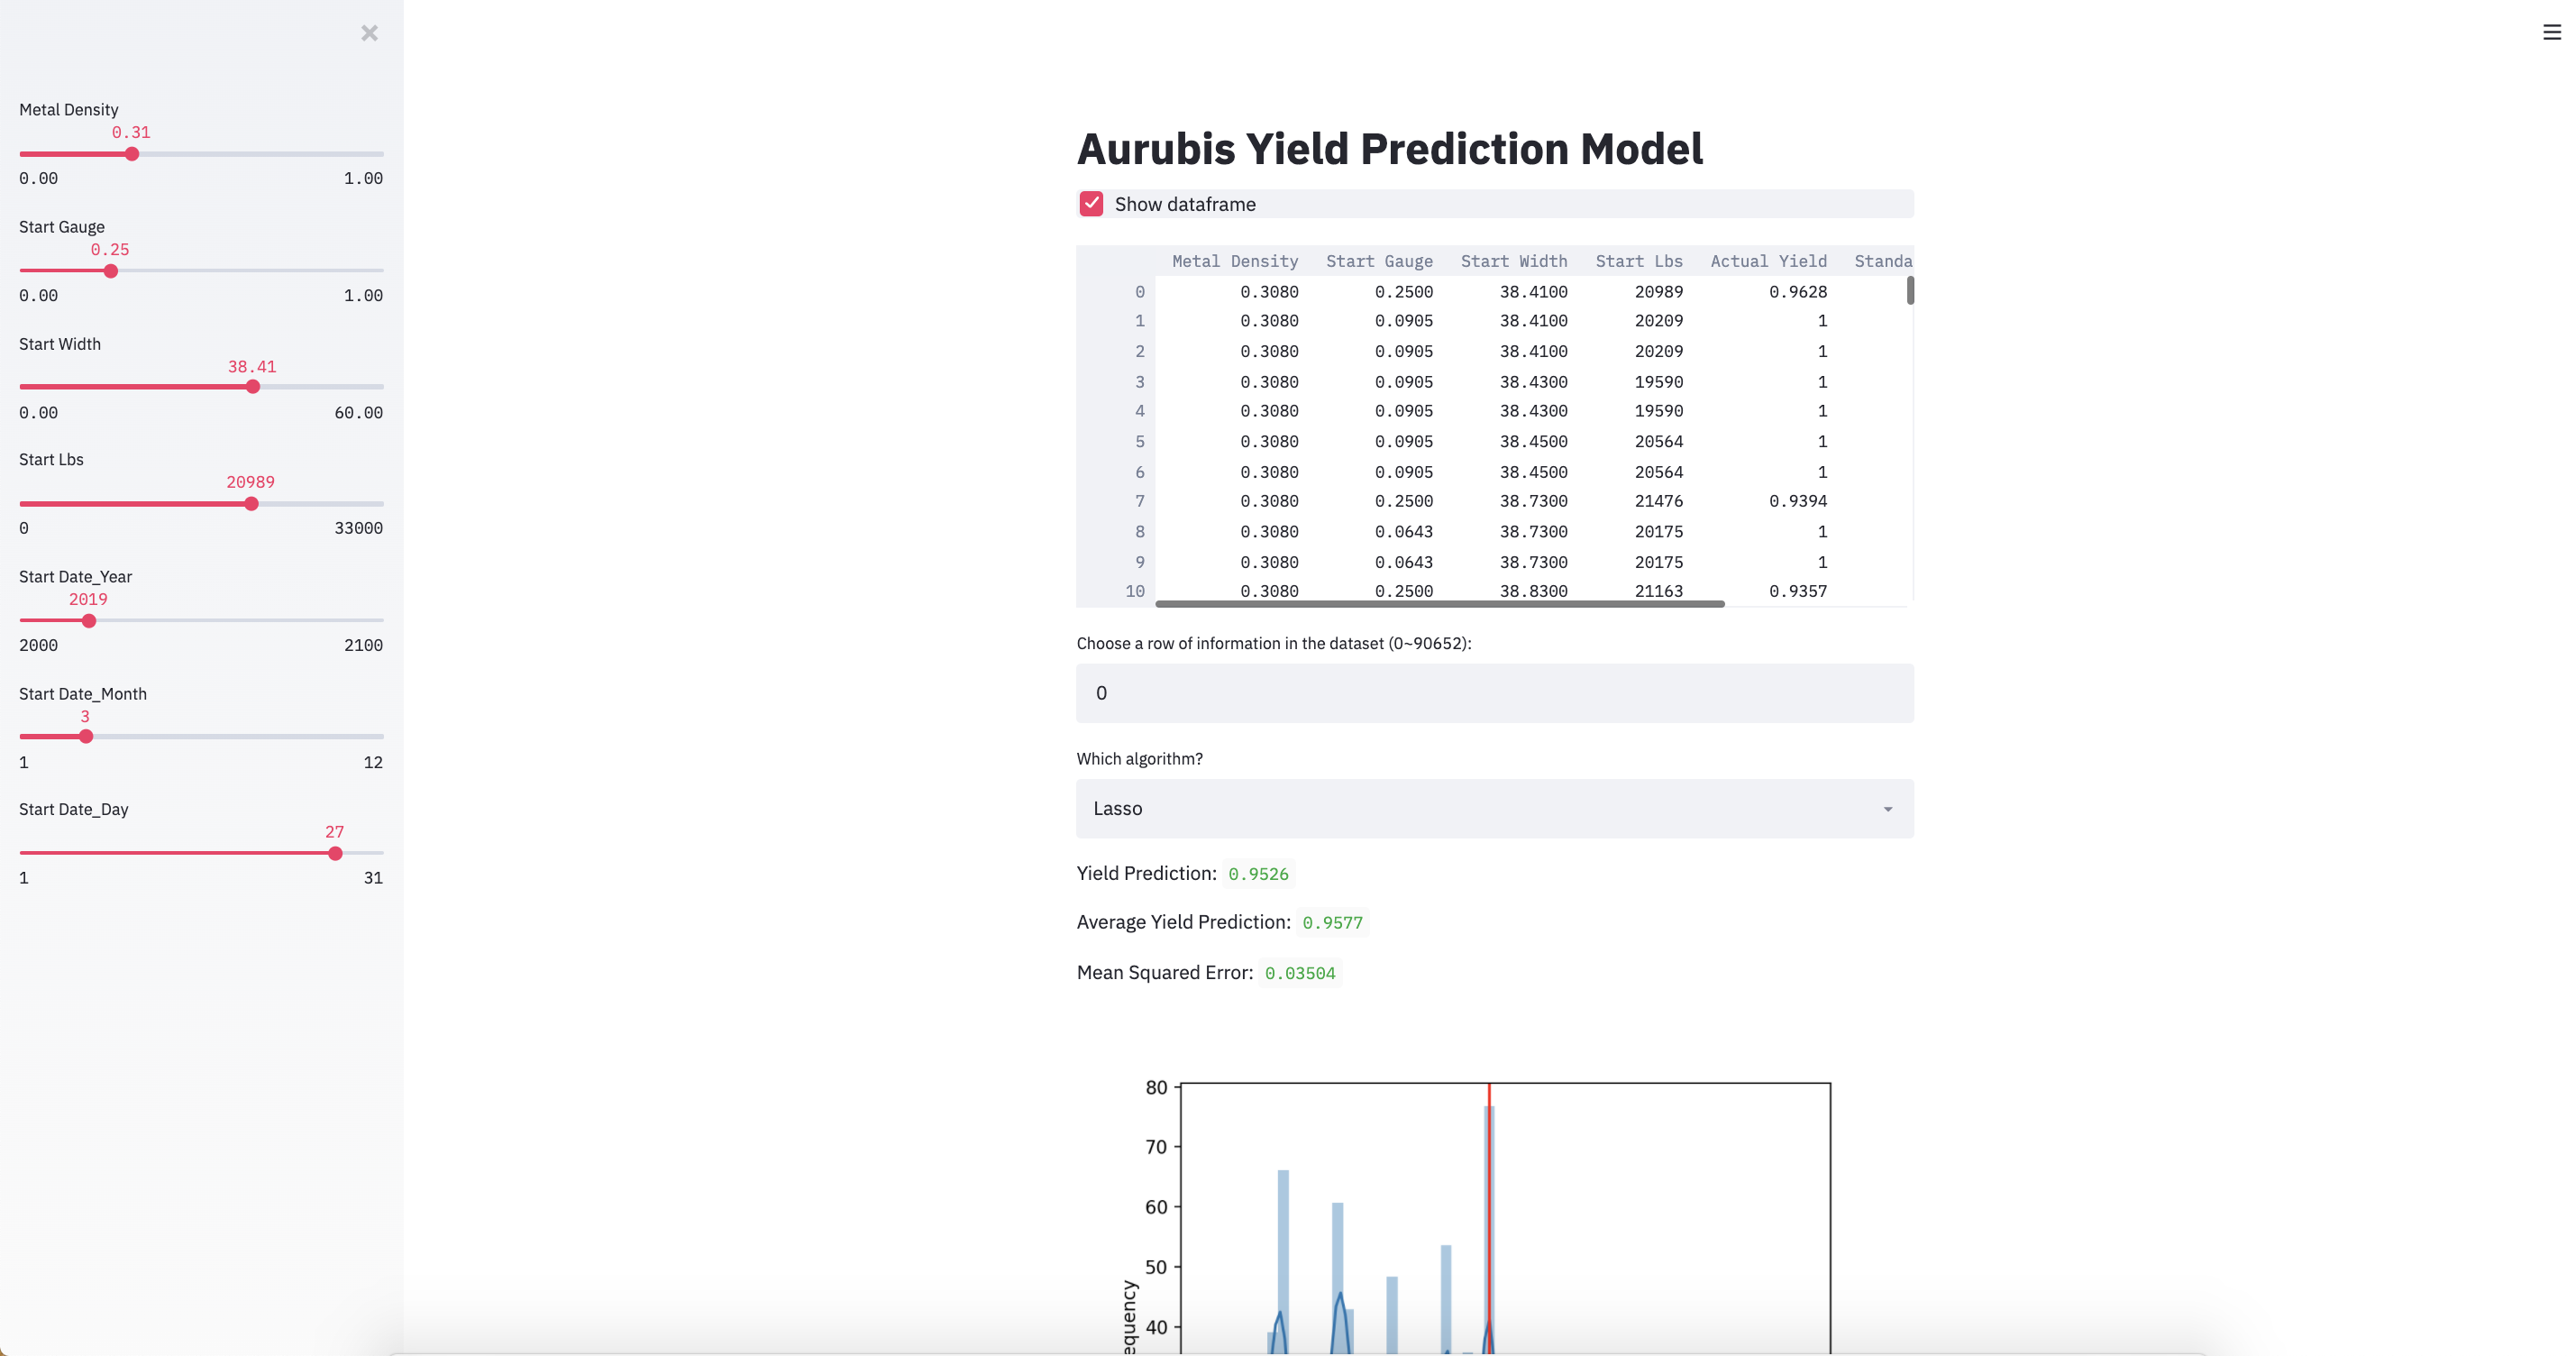 Metal Density
0.31
0.00 1.00
Start Gauge
0.25
0.00 1.00
Start Width
38.41
0.00 60.00
Start Lbs
20989
0 33000
Start Date_Year
2019
2000 2100
Start Date_Month
3
1 12
Start Date_Day
27
1 31
Aurubis Yield Prediction Model
Show dataframe
Metal Density Start Gauge Start Width Start Lbs Actual Yield Standa
0 0.3080 0.2500 38.4100 20989 0.9628
1 0.3080 0.0905 38.4100 20209 1
2 0.3080 0.0905 38.4100 20209 1
3 0.3080 0.0905 38.4300 19590 1
4 0.3080 0.0905 38.4300 19590 1
5 0.3080 0.0905 38.4500 20564 1
6 0.3080 0.0905 38.4500 20564 1
7 0.3080 0.2500 38.7300 21476 0.9394
8 0.3080 0.0643 38.7300 20175 1
9 0.3080 0.0643 38.7300 20175 1
10 0.3080 0.2500 38.8300 21163 0.9357
Choose a row of information in the dataset (0~90652):
0
Which algorithm?
Lasso
Yield Prediction: 0.9526
Average Yield Prediction: 0.9577
Mean Squared Error: 0.03504
80
70
60
50
40
equency